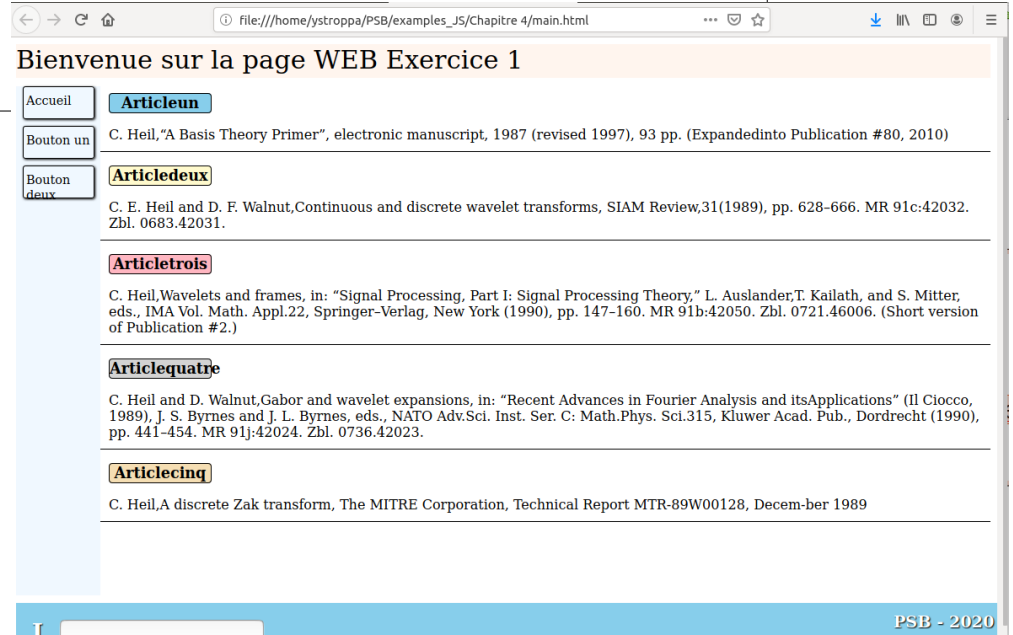 file:///home/ystroppa/PSB/examples_JS/Chapitre 4/main.html
Bienvenue sur la page WEB Exercice 1
Accueil
Bouton un
Bouton
deux
Articleun
C. Heil,“A Basis Theory Primer”, electronic manuscript, 1987 (revised 1997), 93 pp. (Expandedinto Publication #80, 2010)
Articledeux
C. E. Heil and D. F. Walnut,Continuous and discrete wavelet transforms, SIAM Review,31(1989), pp. 628–666. MR 91c:42032.
Zbl. 0683.42031.
Articletrois
C. Heil,Wavelets and frames, in: “Signal Processing, Part I: Signal Processing Theory,” L. Auslander,T. Kailath, and S. Mitter,
eds., IMA Vol. Math. Appl.22, Springer–Verlag, New York (1990), pp. 147–160. MR 91b:42050. Zbl. 0721.46006. (Short version
of Publication #2.)
Articlequatre
C. Heil and D. Walnut,Gabor and wavelet expansions, in: “Recent Advances in Fourier Analysis and itsApplications” (Il Ciocco,
1989), J. S. Byrnes and J. L. Byrnes, eds., NATO Adv.Sci. Inst. Ser. C: Math.Phys. Sci.315, Kluwer Acad. Pub., Dordrecht (1990),
pp. 441–454. MR 91j:42024. Zbl. 0736.42023.
Articlecinq
C. Heil,A discrete Zak transform, The MITRE Corporation, Technical Report MTR-89W00128, Decem-ber 1989
PSB - 2020